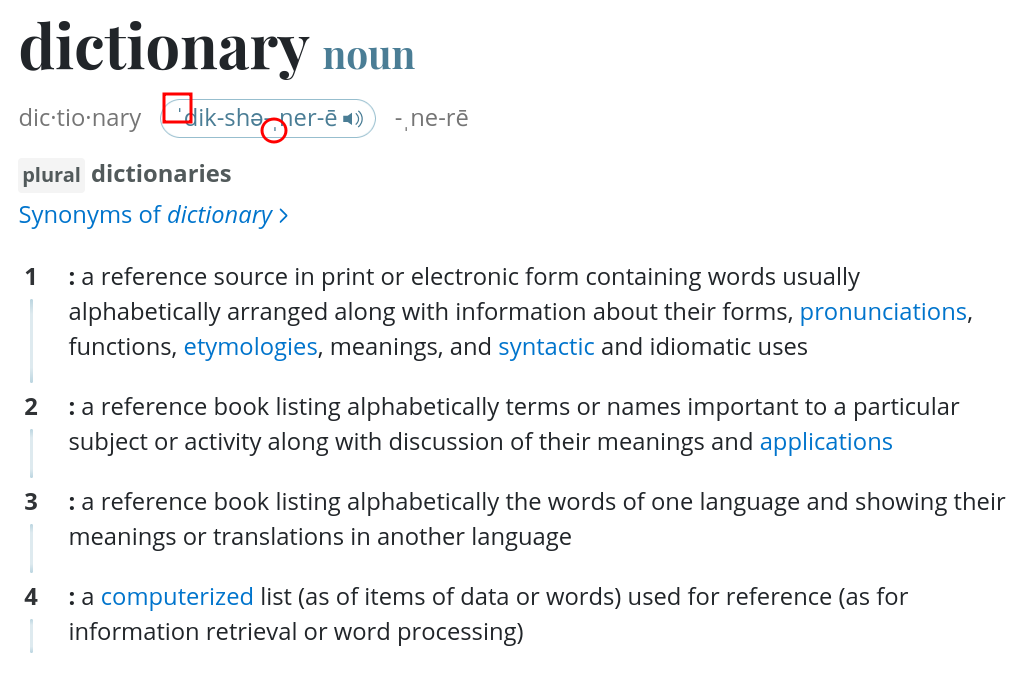 dictionary noun
dic·tio·nary ˈdik-shə-ˌner-ē -ˌne-rē
plural dictionaries
Synonyms of dictionary
1 : a reference source in print or electronic form containing words usually
alphabetically arranged along with information about their forms, pronunciations,
functions, etymologies, meanings, and syntactic and idiomatic uses
2 : a reference book listing alphabetically terms or names important to a particular
subject or activity along with discussion of their meanings and applications
3 : a reference book listing alphabetically the words of one language and showing their
meanings or translations in another language
4 : a computerized list (as of items of data or words) used for reference (as for
information retrieval or word processing)